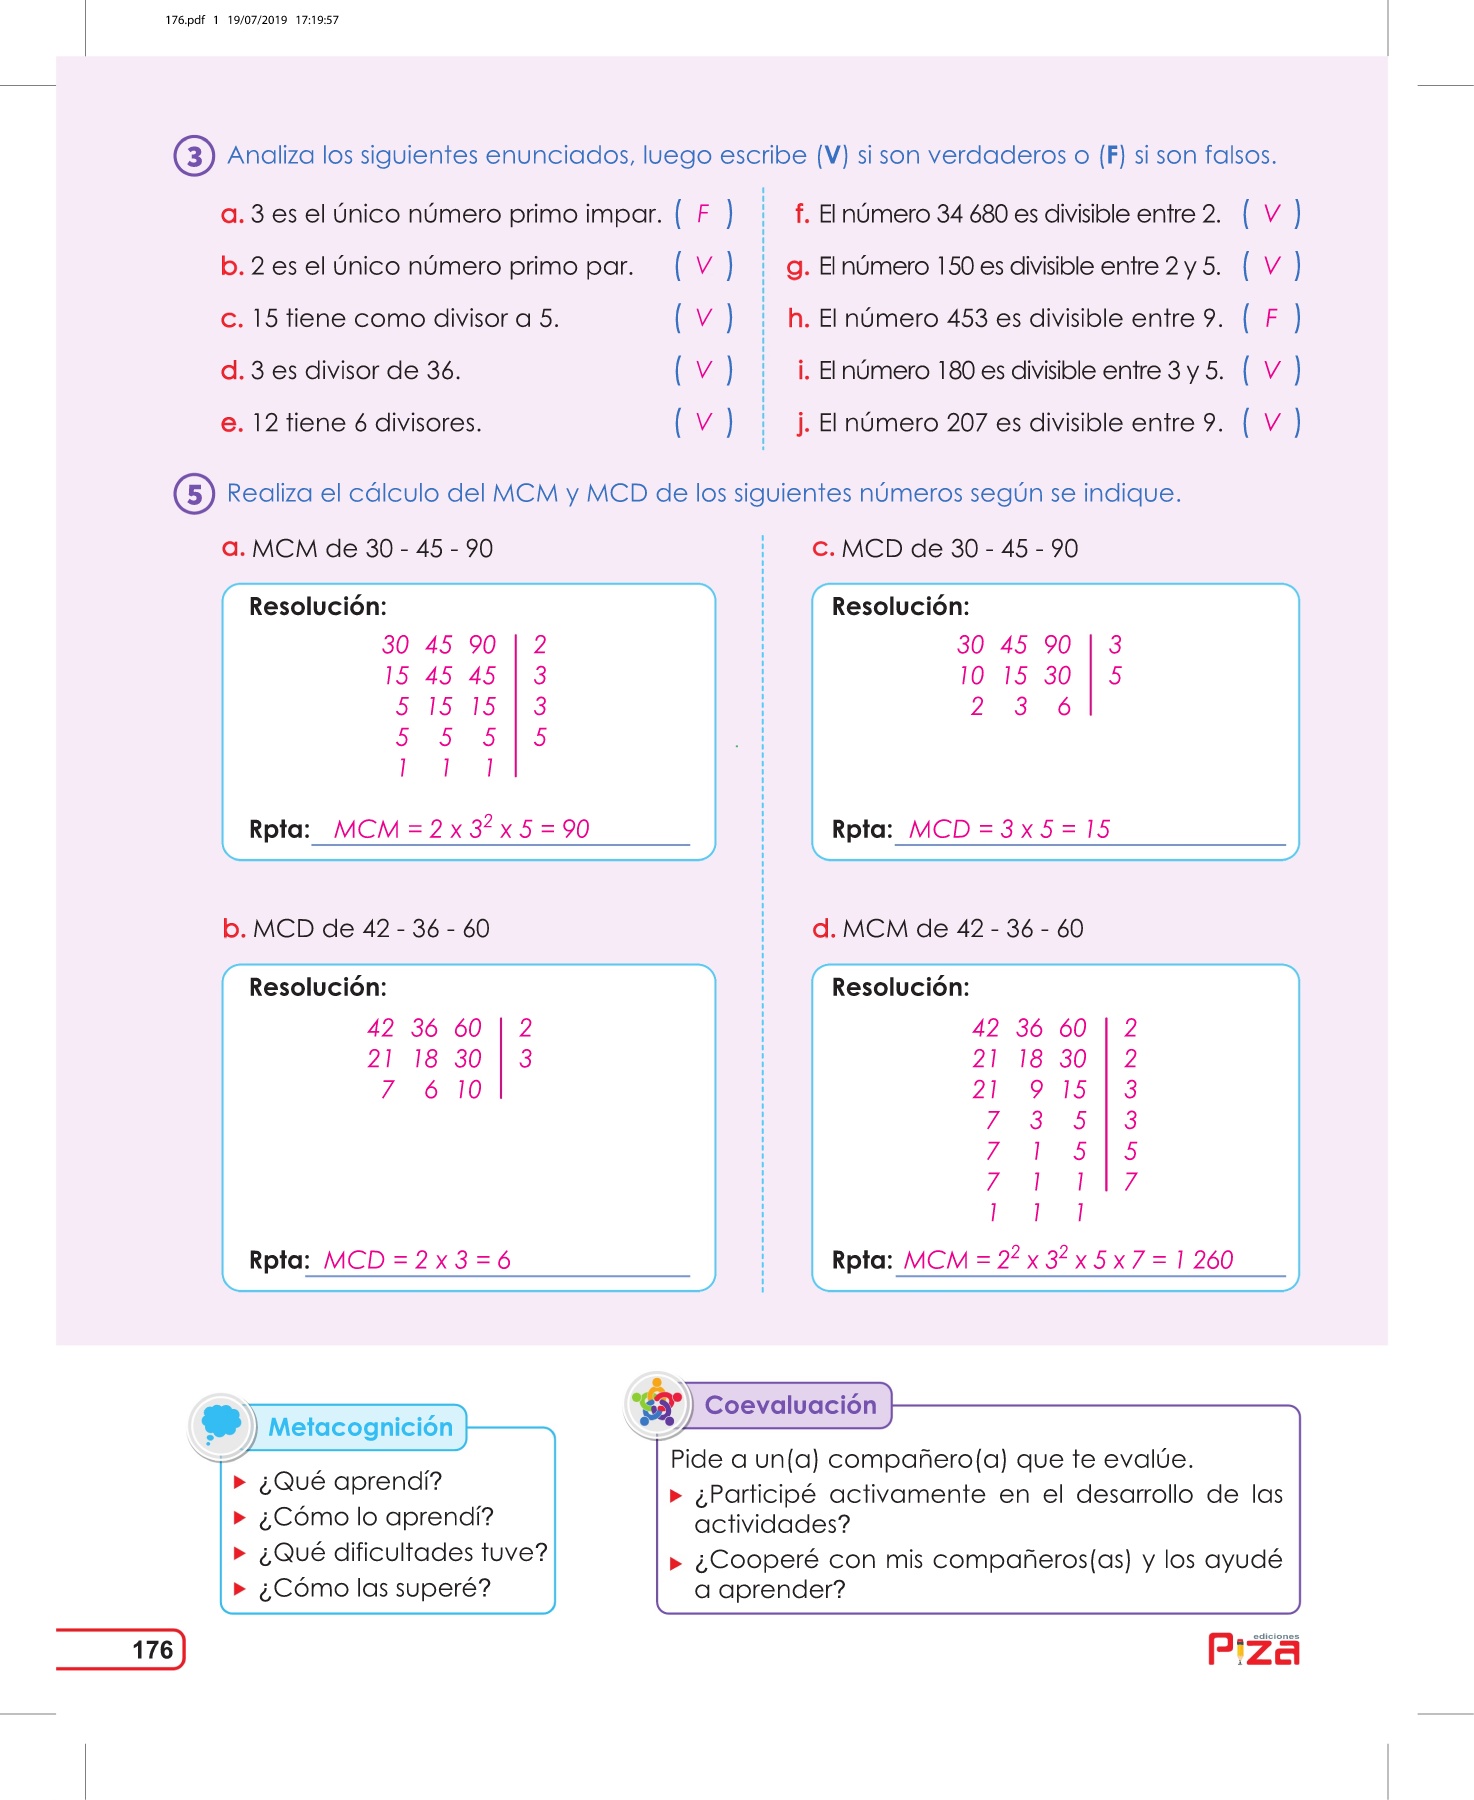 176.pdf 1 19/07/2019 17:19:57
3 Analiza los siguientes enunciados, luego escribe (V) si son verdaderos o (F) si son falsos.
a. 3 es el único número primo impar. ( F )
b. 2 es el único número primo par. ( V )
c. 15 tiene como divisor a 5. ( V )
d. 3 es divisor de 36. ( V )
e. 12 tiene 6 divisores. ( V )
f. El número 34 680 es divisible entre 2. ( V )
g. El número 150 es divisible entre 2 y 5. ( V )
h. El número 453 es divisible entre 9. ( F )
i. El número 180 es divisible entre 3 y 5. ( V )
j. El número 207 es divisible entre 9. ( V )
5 Realiza el cálculo del MCM y MCD de los siguientes números según se indique.
a. MCM de 30 - 45 - 90
Resolución:
30 45 90 | 2
15 45 45 | 3
5 15 15 | 3
5 5 5 | 5
1 1 1 |
Rpta: MCM = 2 x 3² x 5 = 90
b. MCD de 42 - 36 - 60
Resolución:
42 36 60 | 2
21 18 30 | 3
7 6 10 |
Rpta: MCD = 2 x 3 = 6
c. MCD de 30 - 45 - 90
Resolución:
30 45 90 | 3
10 15 30 | 5
2 3 6 |
Rpta: MCD = 3 x 5 = 15
d. MCM de 42 - 36 - 60
Resolución:
42 36 60 | 2
21 18 30 | 2
21 9 15 | 3
7 3 5 | 3
7 1 5 | 5
7 1 1 | 7
1 1 1
Rpta: MCM = 2² x 3² x 5 x 7 = 1 260
Metacognición
¿Qué aprendí?
¿Cómo lo aprendí?
¿Qué dificultades tuve?
¿Cómo las superé?
Coevaluación
Pide a un(a) compañero(a) que te evalúe.
¿Participé activamente en el desarrollo de las
actividades?
¿Cooperé con mis compañeros(as) y los ayudé
a aprender?
176
ediciones
Piza